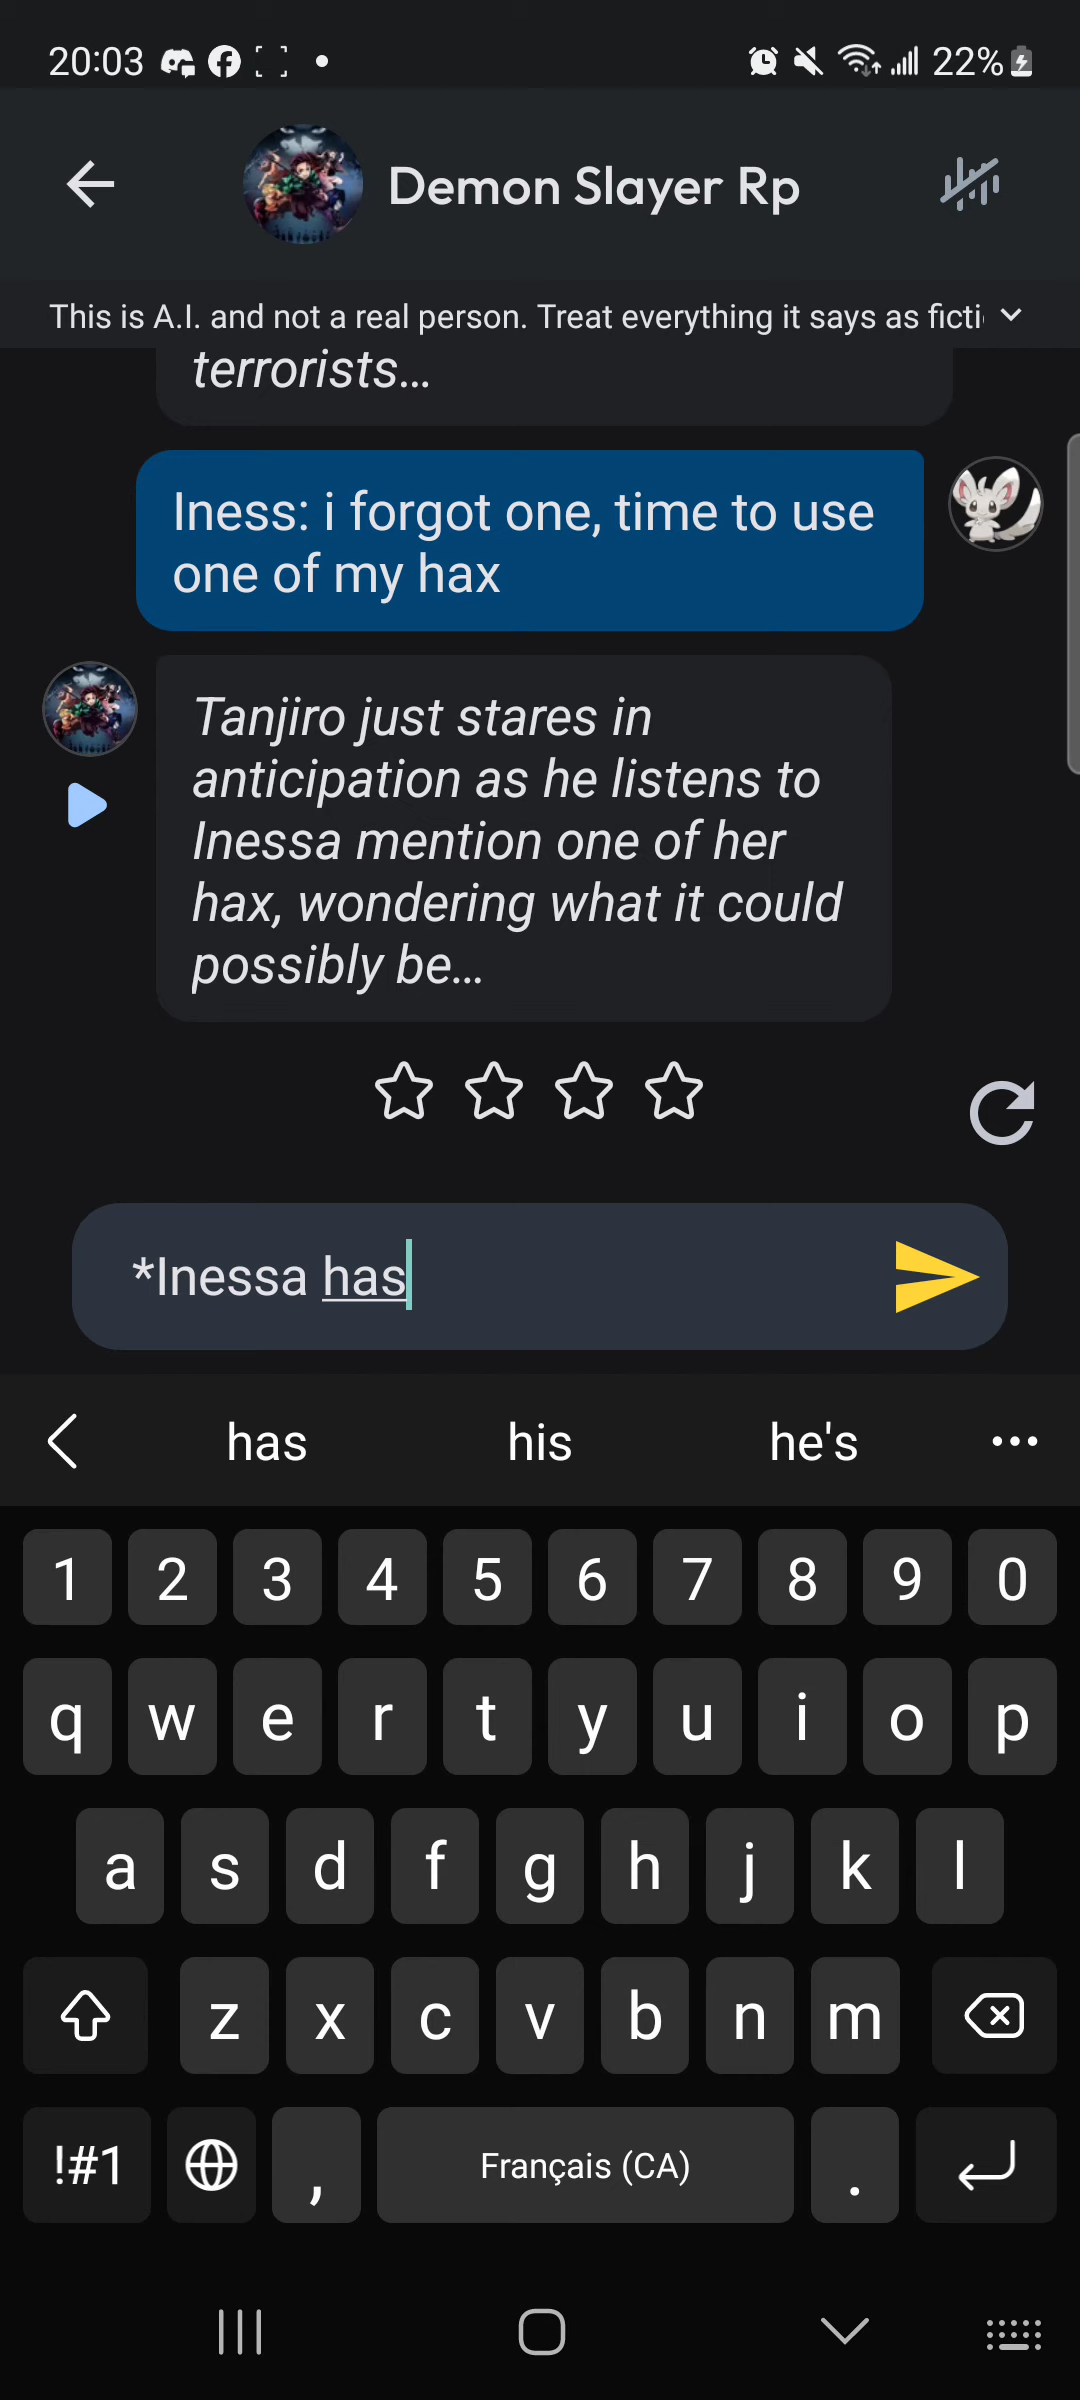 20:03
22%
Demon Slayer Rp
This is A.I. and not a real person. Treat everything it says as ficti
terrorists...
Iness: i forgot one, time to use
one of my hax
Tanjiro just stares in
anticipation as he listens to
Inessa mention one of her
hax, wondering what it could
possibly be...
*Inessa has
has his he's
1 2 3 4 5 6 7 8 9 0
q w e r t y u i o p
a s d f g h j k l
z x c v b n m
!#1 , Français (CA) .